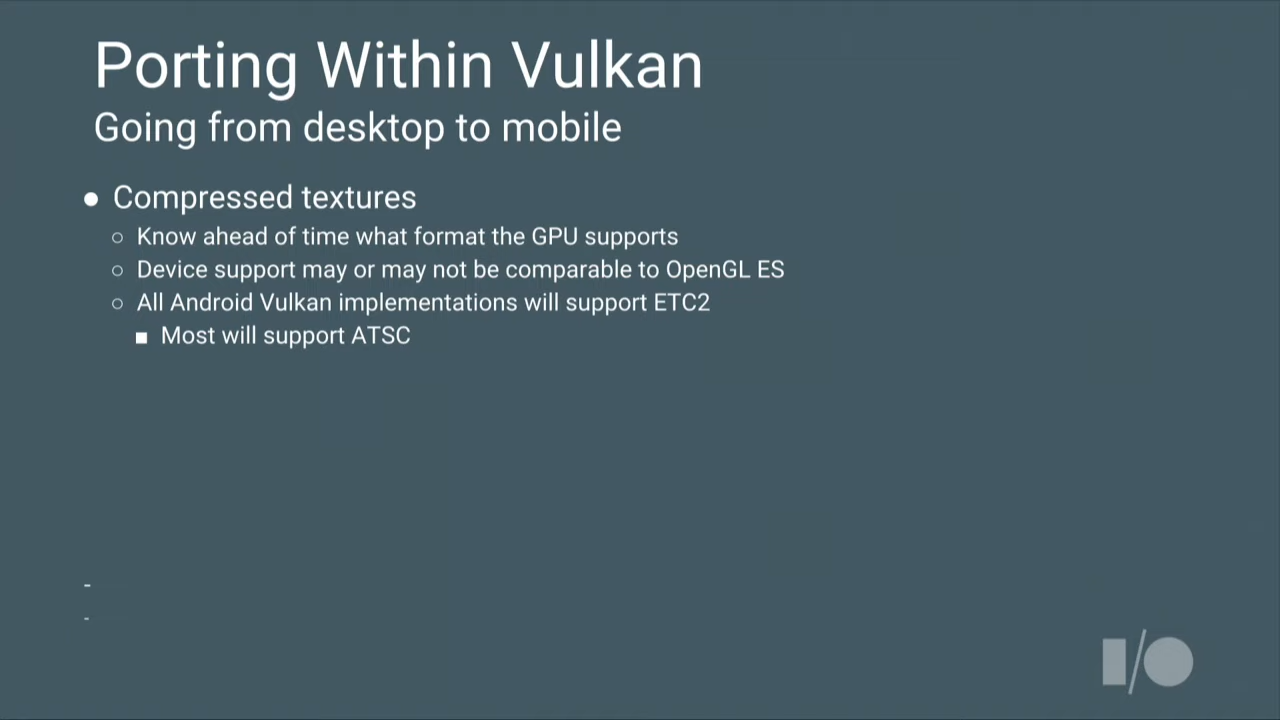 Porting Within Vulkan
Going from desktop to mobile
● Compressed textures
○ Know ahead of time what format the GPU supports
○ Device support may or may not be comparable to OpenGL ES
○ All Android Vulkan implementations will support ETC2
■ Most will support ATSC
-
-
I/O